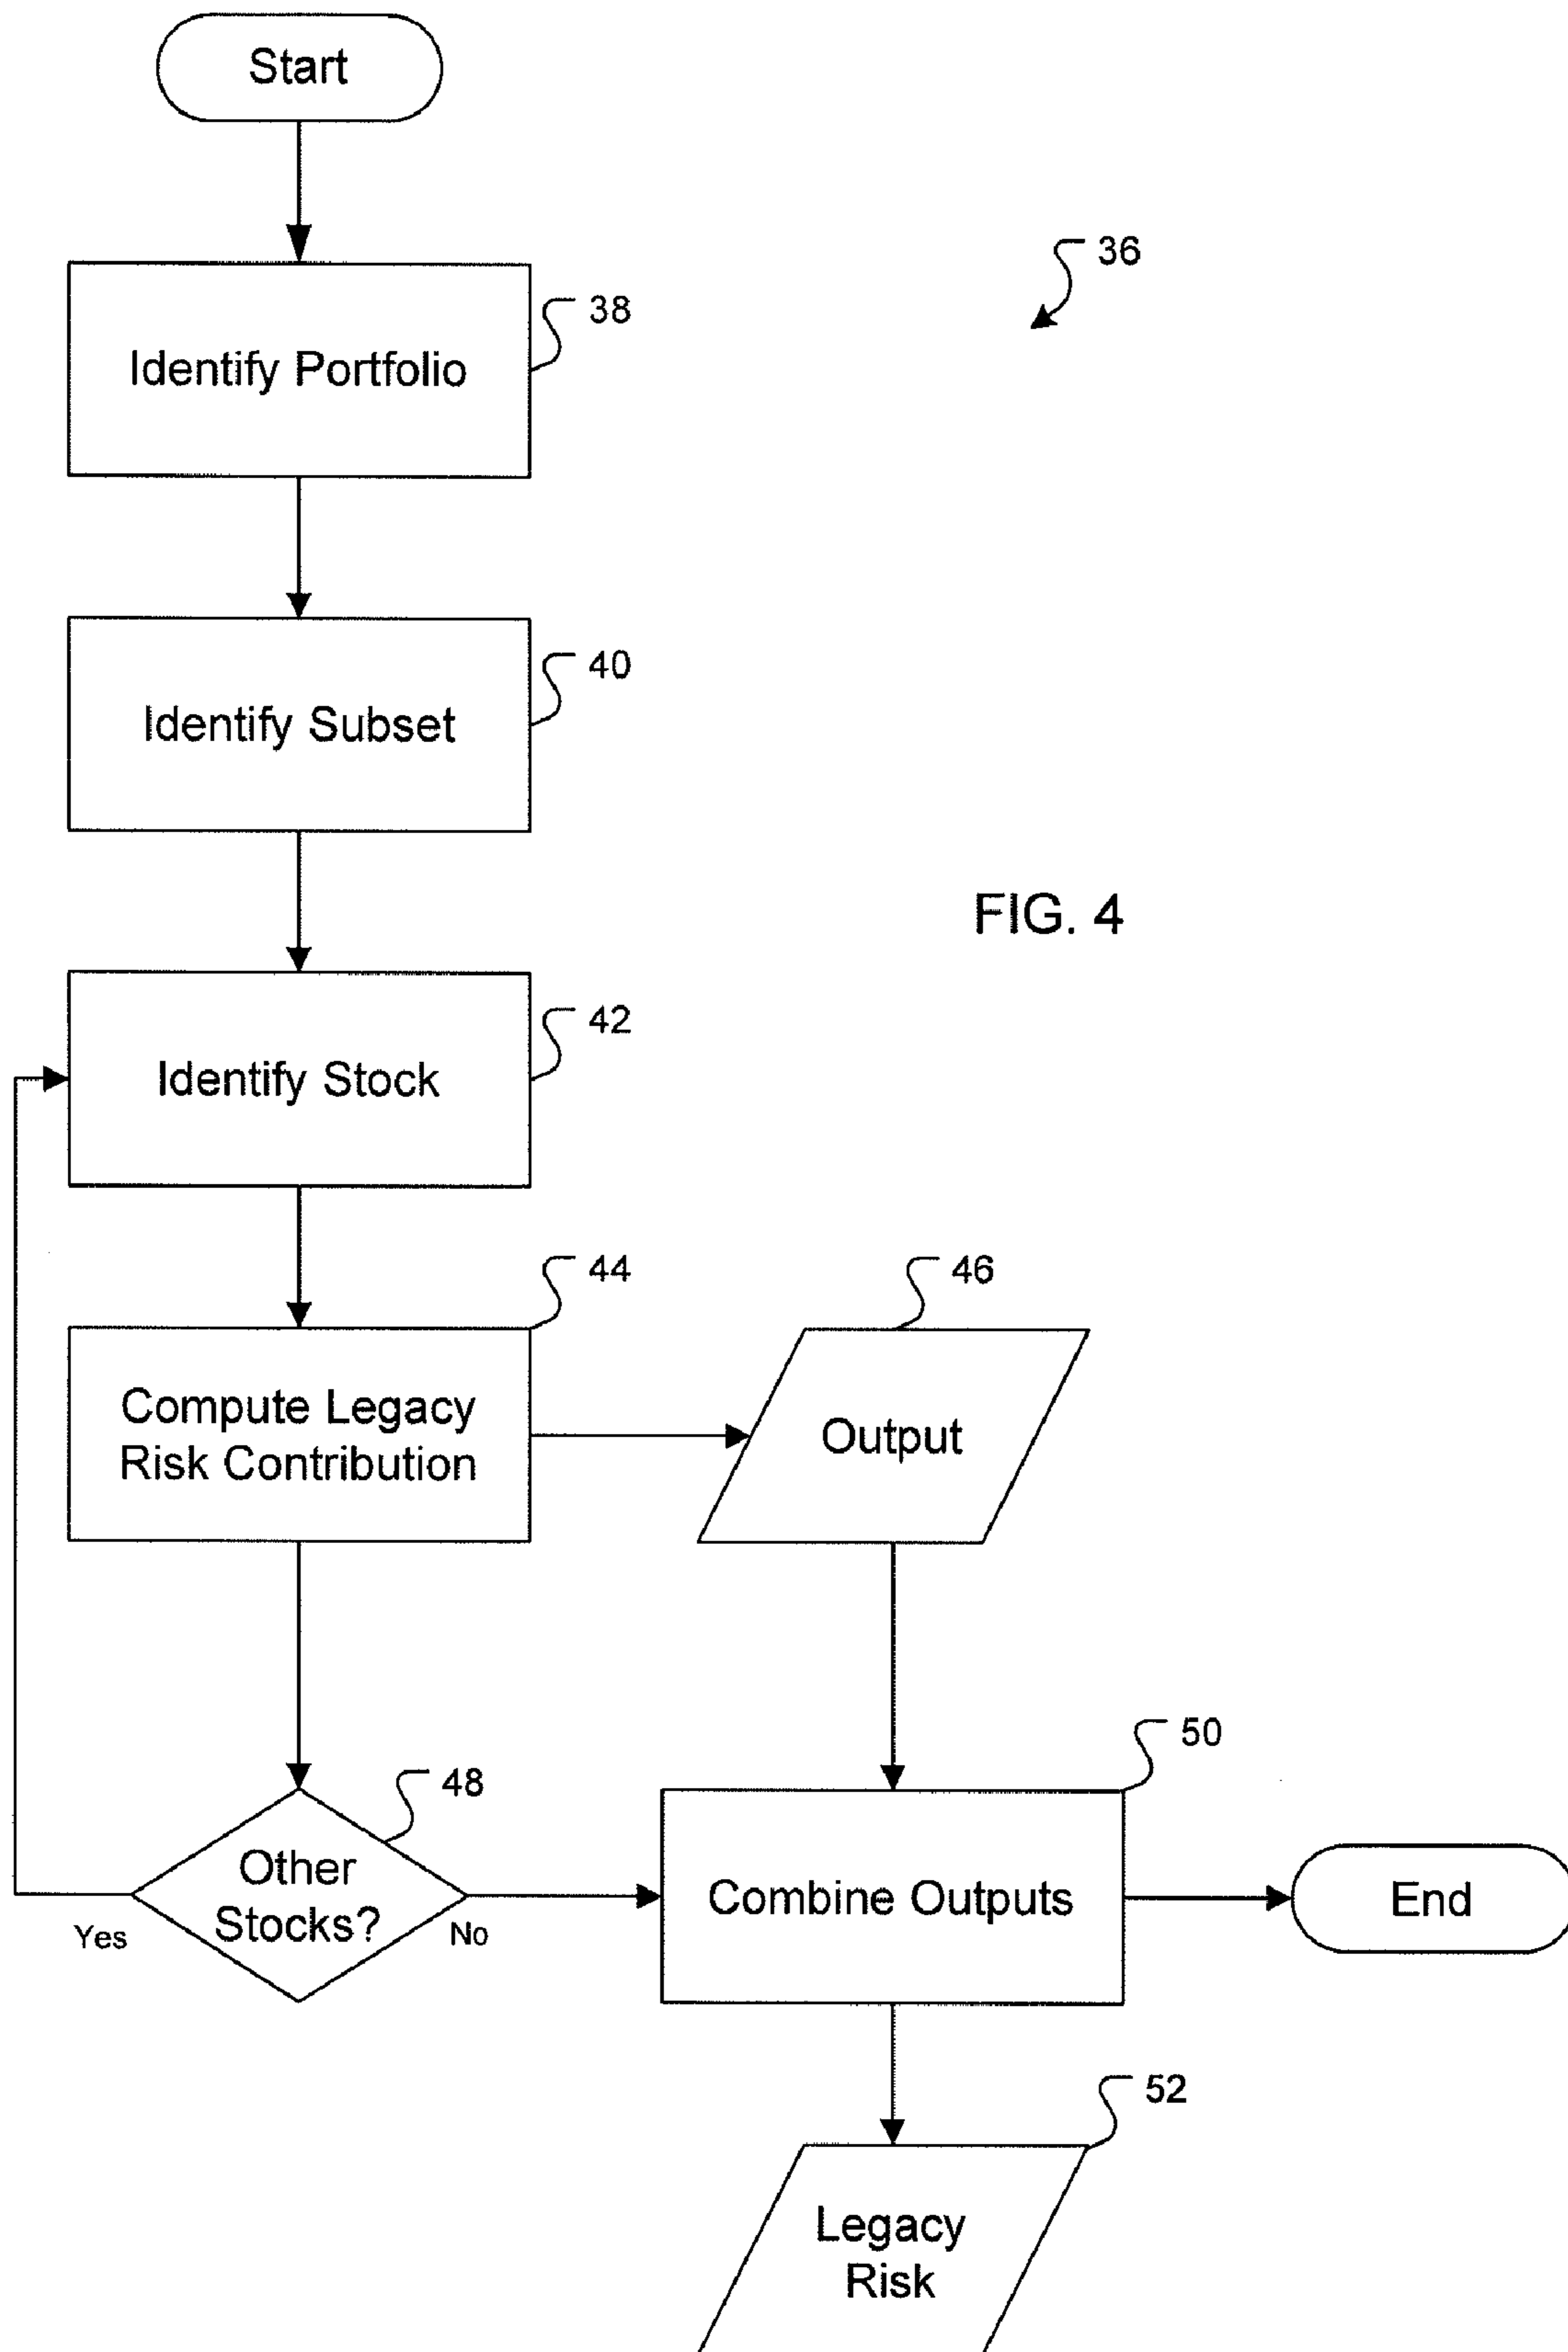 Start
36
38
Identify Portfolio
40
Identify Subset
FIG. 4
42
Identify Stock
44
46
Compute Legacy
Risk Contribution
Output
50
48
Other
Stocks?
Yes
No
Combine Outputs
End
52
Legacy
Risk